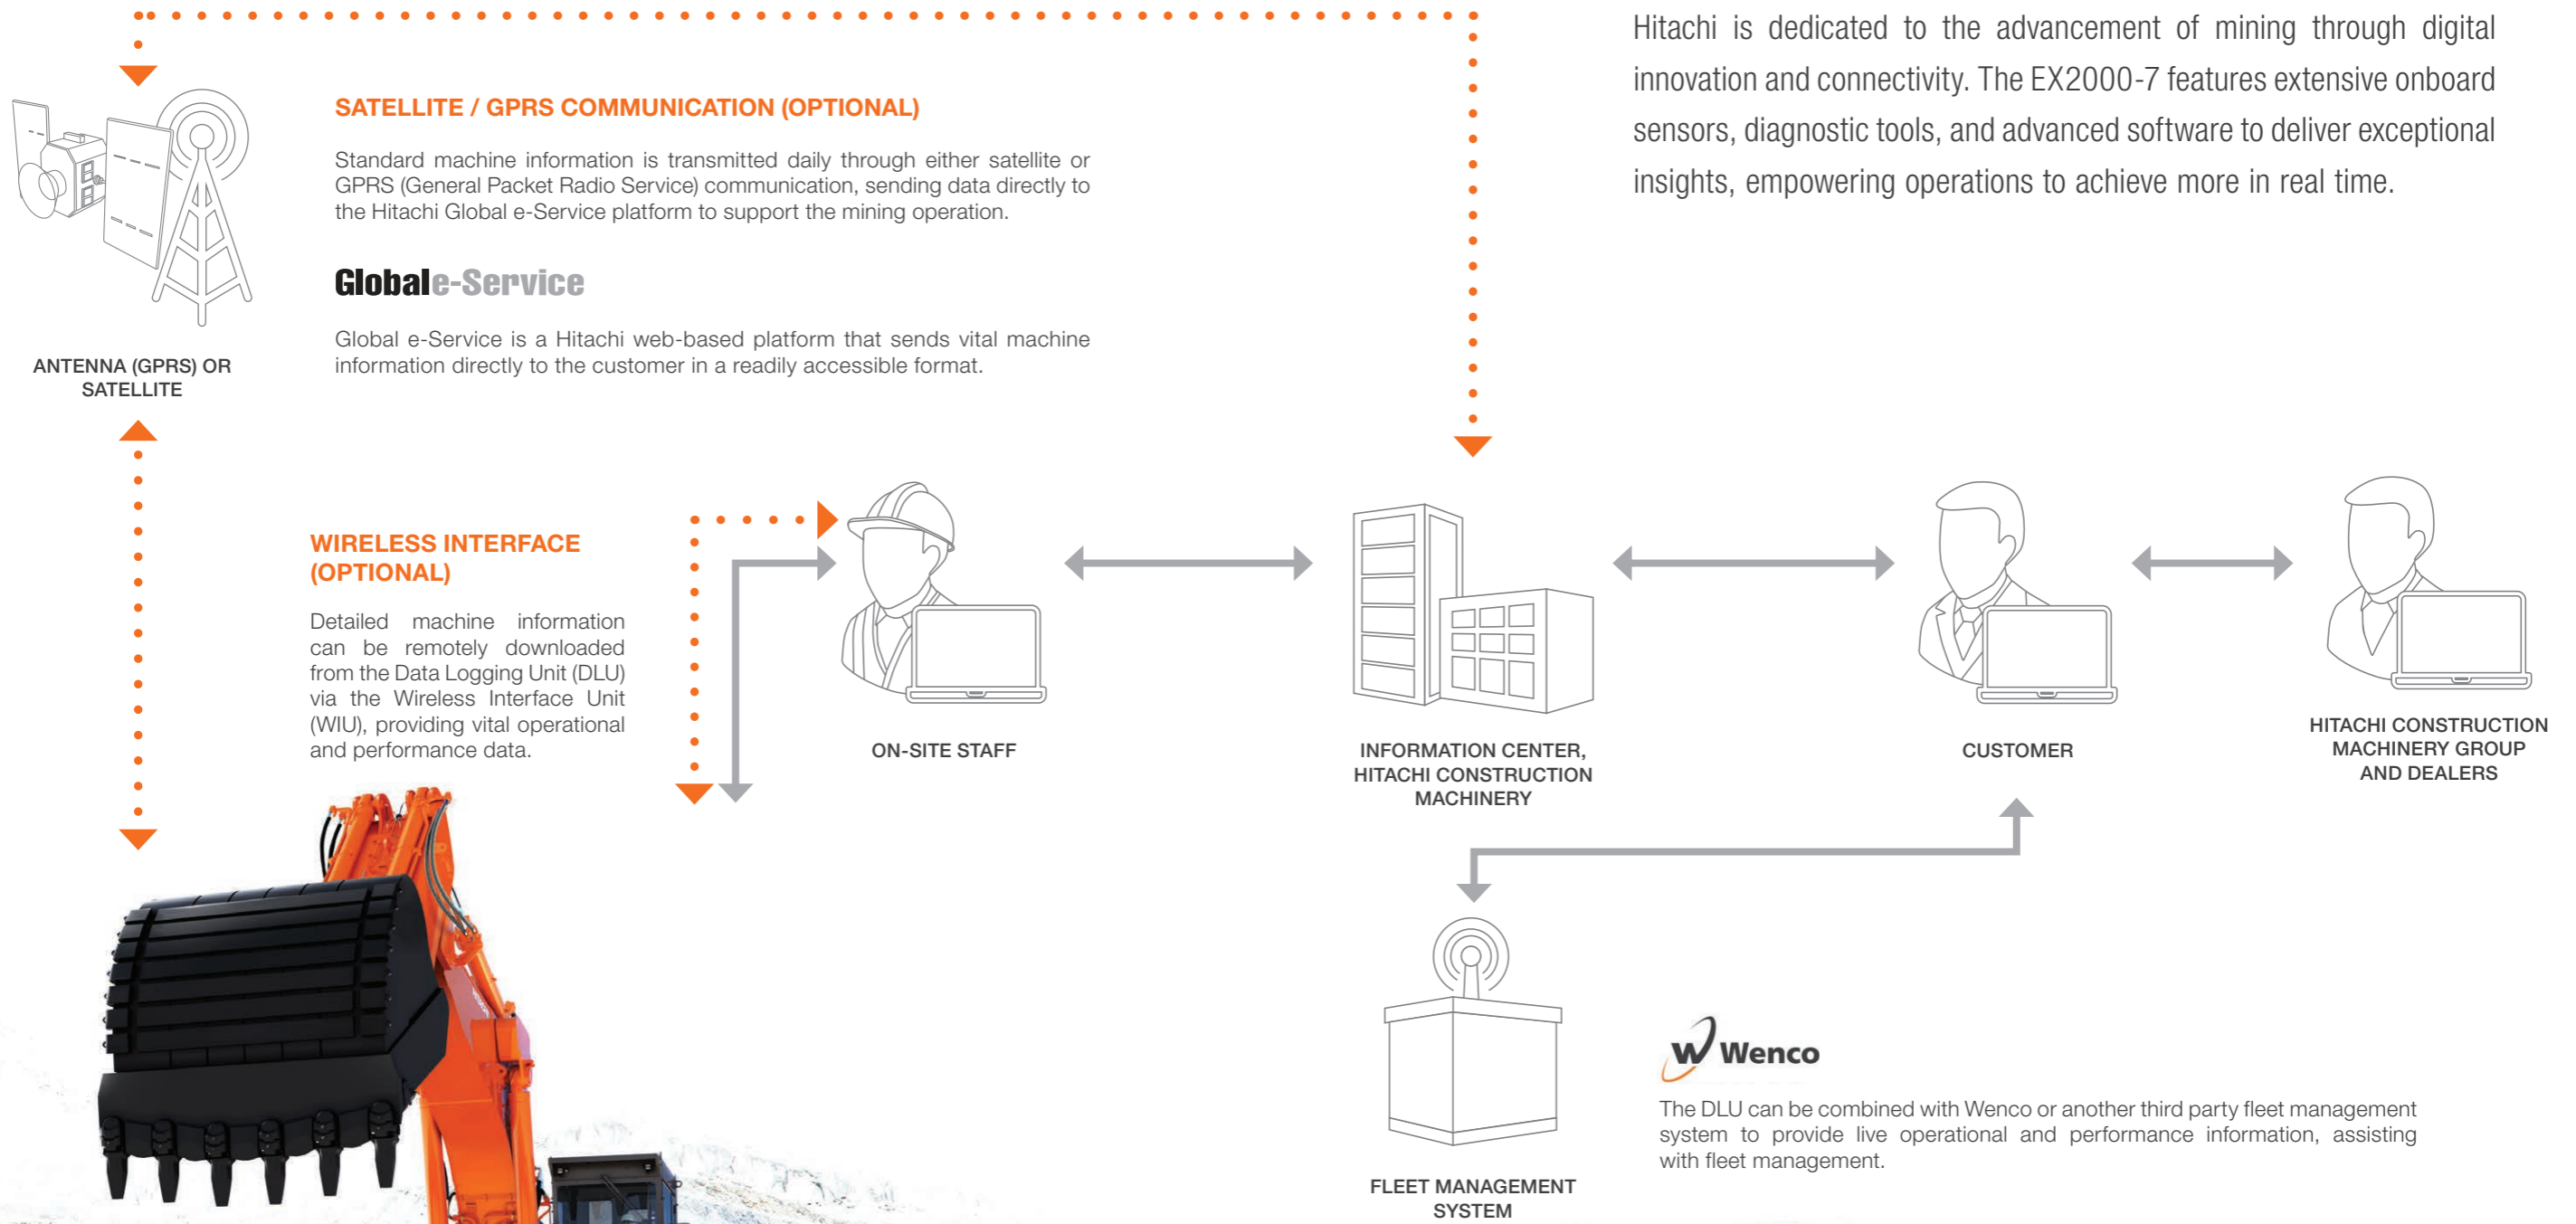 Hitachi is dedicated to the advancement of mining through digital
innovation and connectivity. The EX2000-7 features extensive onboard
sensors, diagnostic tools, and advanced software to deliver exceptional
insights, empowering operations to achieve more in real time.
SATELLITE / GPRS COMMUNICATION (OPTIONAL)
Standard machine information is transmitted daily through either satellite or
GPRS (General Packet Radio Service) communication, sending data directly to
the Hitachi Global e-Service platform to support the mining operation.
Global e-Service
Global e-Service is a Hitachi web-based platform that sends vital machine
information directly to the customer in a readily accessible format.
ANTENNA (GPRS) OR
SATELLITE
WIRELESS INTERFACE
(OPTIONAL)
Detailed machine information
can be remotely downloaded
from the Data Logging Unit (DLU)
via the Wireless Interface Unit
(WIU), providing vital operational
and performance data.
ON-SITE STAFF
INFORMATION CENTER,
HITACHI CONSTRUCTION
MACHINERY
CUSTOMER
HITACHI CONSTRUCTION
MACHINERY GROUP
AND DEALERS
W Wenco
The DLU can be combined with Wenco or another third party fleet management
system to provide live operational and performance information, assisting
with fleet management.
FLEET MANAGEMENT
SYSTEM